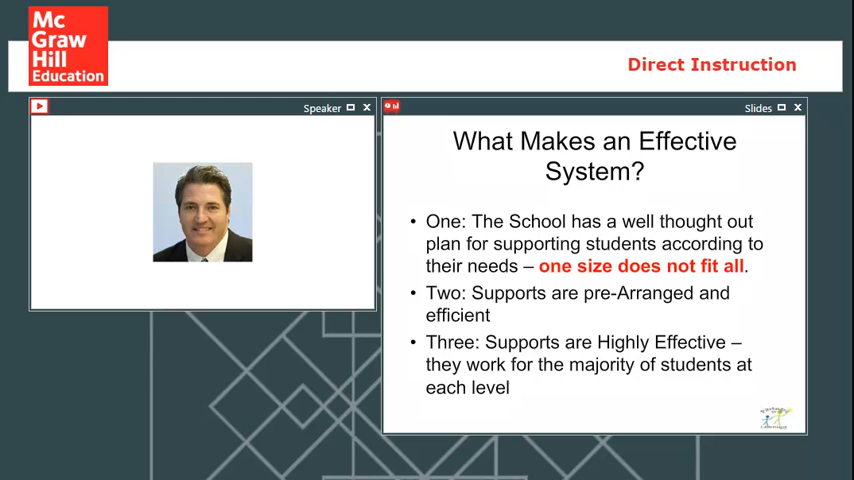 Mc
Graw
Hill
Education
Direct Instruction
Speaker
Slides
What Makes an Effective
System?
• One: The School has a well thought out
plan for supporting students according to
their needs – one size does not fit all.
• Two: Supports are pre-Arranged and
efficient
• Three: Supports are Highly Effective –
they work for the majority of students at
each level